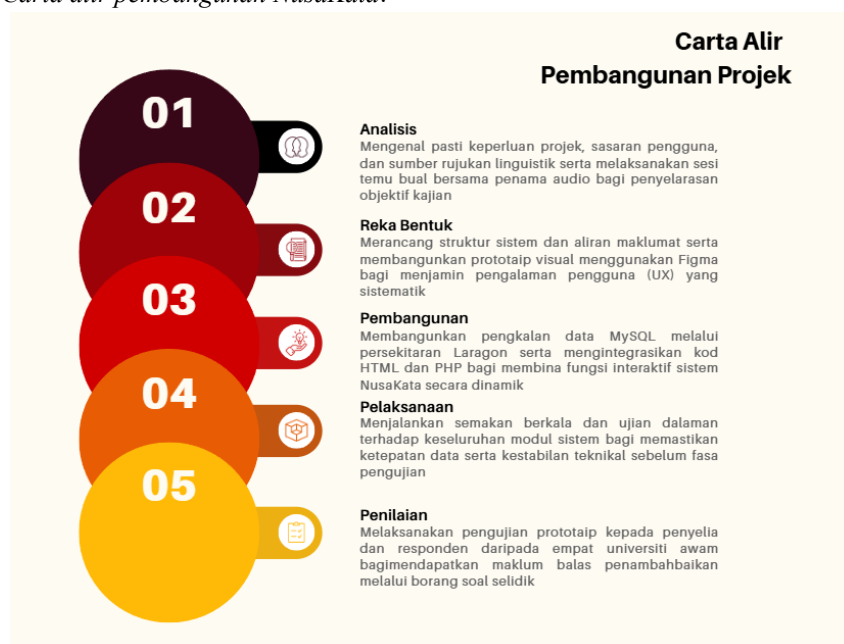 Carta alir pembangunan NusaKata.
Carta Alir
Pembangunan Projek
01
Analisis
Mengenal pasti keperluan projek, sasaran pengguna,
dan sumber rujukan linguistik serta melaksanakan sesi
temu bual bersama penama audio bagi penyelarasan
objektif kajian
02
Reka Bentuk
Merancang struktur sistem dan aliran maklumat serta
membangunkan prototaip visual menggunakan Figma
bagi menjamin pengalaman pengguna (UX) yang
sistematik
03
Pembangunan
Membangunkan pengkalan data MySQL melalui
persekitaran Laragon serta mengintegrasikan kod
HTML dan PHP bagi membina fungsi interaktif sistem
NusaKata secara dinamik
04
Pelaksanaan
Menjalankan semakan berkala dan ujian dalaman
terhadap keseluruhan modul sistem bagi memastikan
ketepatan data serta kestabilan teknikal sebelum fasa
pengujian
05
Penilaian
Melaksanakan pengujian prototaip kepada penyelia
dan responden daripada empat universiti awam
bagimendapatkan maklum balas penambahbaikan
melalui borang soal selidik